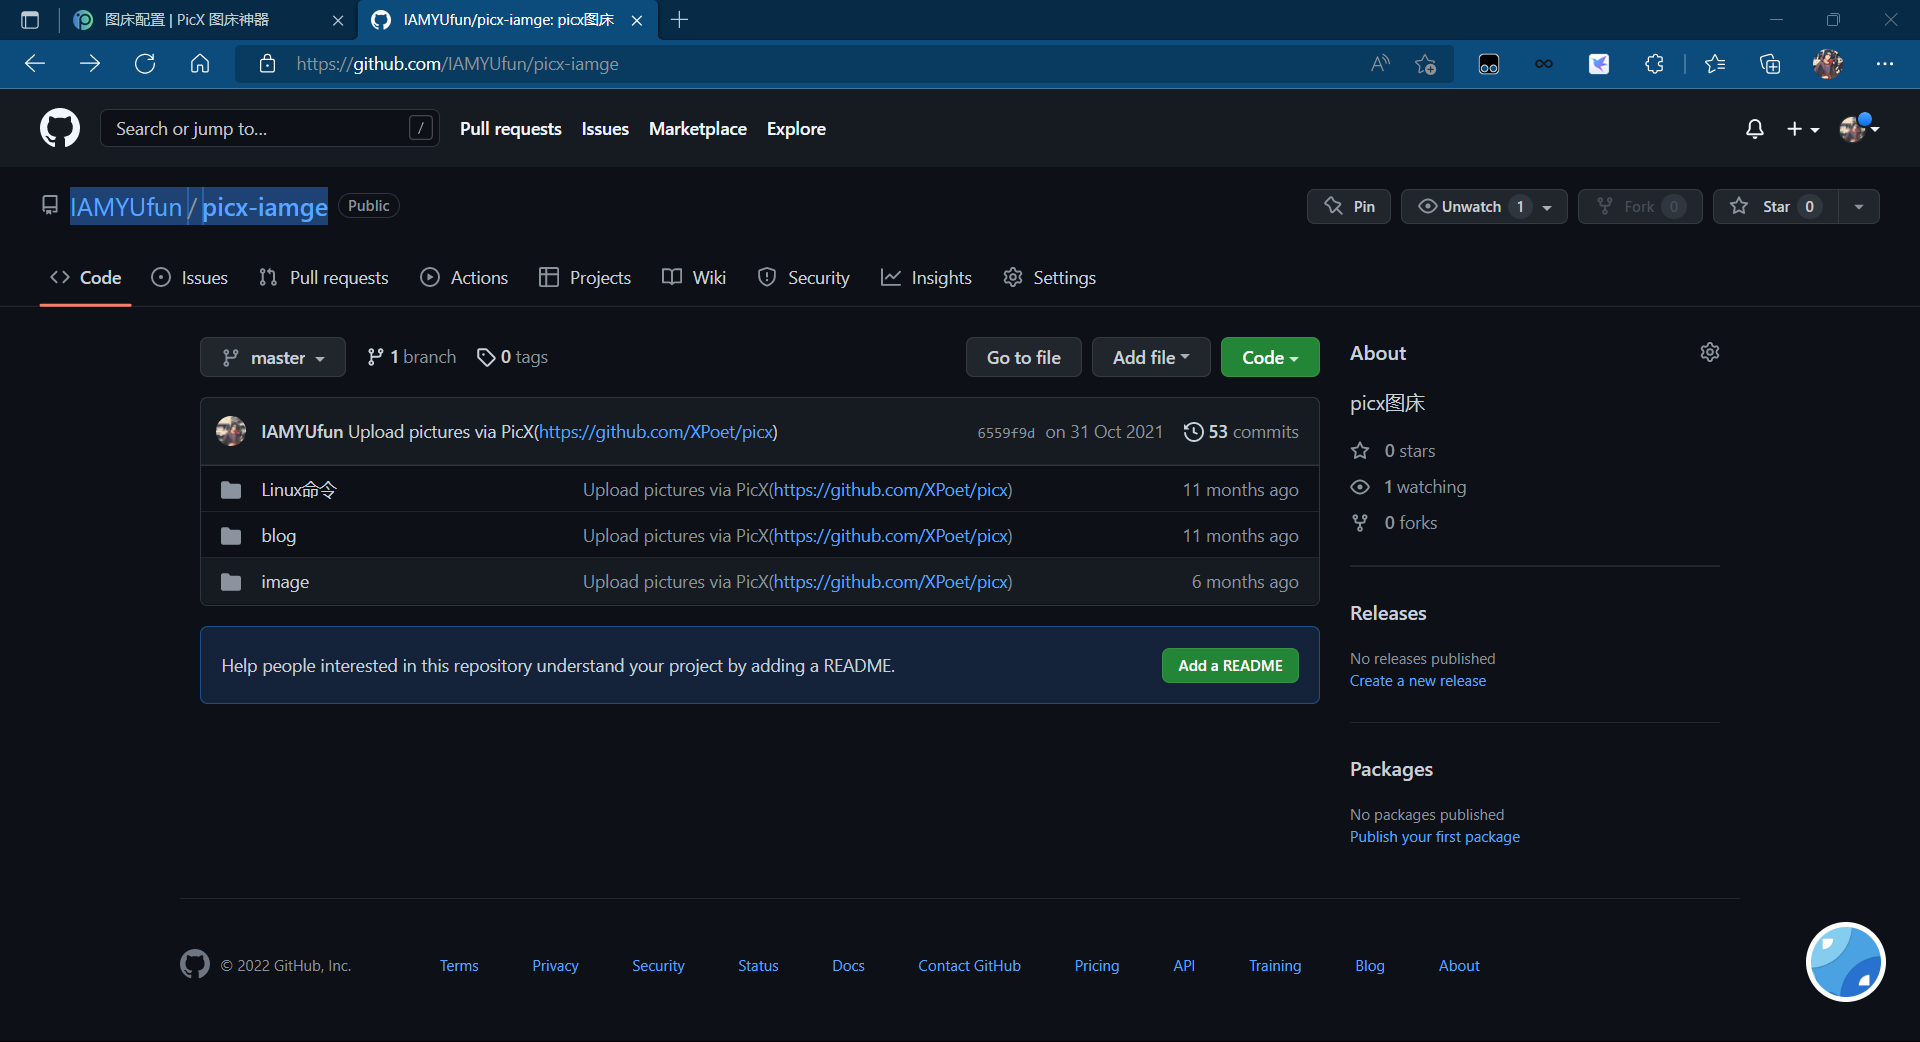 图床配置 | PicX 图床神器
IAMYUfun/picx-iamge: picx图床
https://github.com/IAMYUfun/picx-iamge
Search or jump to... /
Pull requests Issues Marketplace Explore
IAMYUfun / picx-iamge Public
Pin Unwatch 1 Fork 0 Star 0
Code Issues Pull requests Actions Projects Wiki Security Insights Settings
master 1 branch 0 tags Go to file Add file Code
IAMYUfun Upload pictures via PicX(https://github.com/XPoet/picx) 6559f9d on 31 Oct 2021 53 commits
Linux命令 Upload pictures via PicX(https://github.com/XPoet/picx) 11 months ago
blog Upload pictures via PicX(https://github.com/XPoet/picx) 11 months ago
image Upload pictures via PicX(https://github.com/XPoet/picx) 6 months ago
Help people interested in this repository understand your project by adding a README. Add a README
About
picx图床
0 stars
1 watching
0 forks
Releases
No releases published
Create a new release
Packages
No packages published
Publish your first package
© 2022 GitHub, Inc. Terms Privacy Security Status Docs Contact GitHub Pricing API Training Blog About